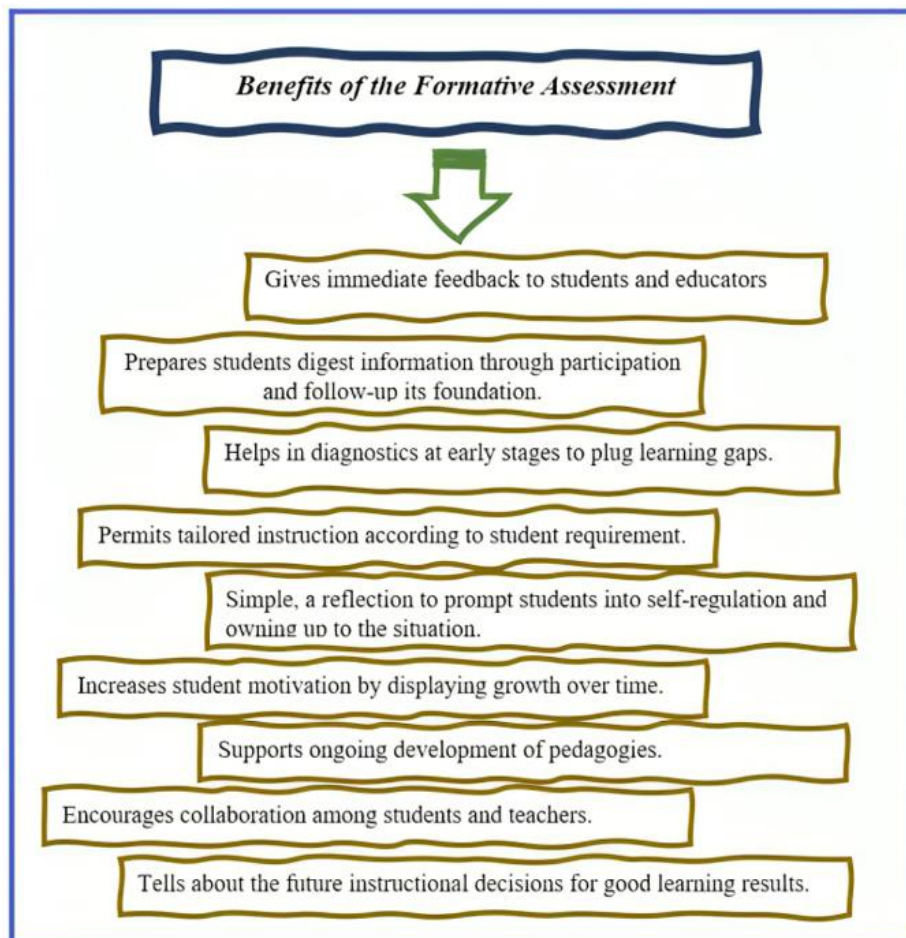 Benefits of the Formative Assessment
Gives immediate feedback to students and educators
Prepares students digest information through participation
and follow-up its foundation.
Helps in diagnostics at early stages to plug learning gaps.
Permits tailored instruction according to student requirement.
Simple, a reflection to prompt students into self-regulation and
owning up to the situation.
Increases student motivation by displaying growth over time.
Supports ongoing development of pedagogies.
Encourages collaboration among students and teachers.
Tells about the future instructional decisions for good learning results.